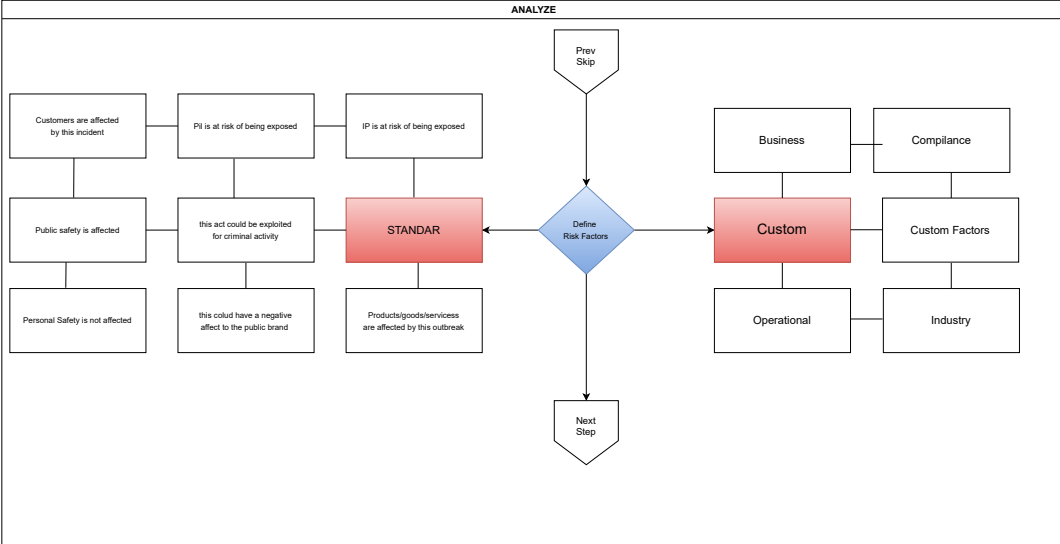 ANALYZE
Prev
Skip
Customers are affected
by this incident
Pil is at risk of being exposed
IP is at risk of being exposed
Business
Compilance
Public safety is affected
this act could be exploited
for criminal activity
STANDAR
Define
Risk Factors
Custom
Custom Factors
Personal Safety is not affected
this colud have a negative
affect to the public brand
Products/goods/servicess
are affected by this outbreak
Operational
Industry
Next
Step